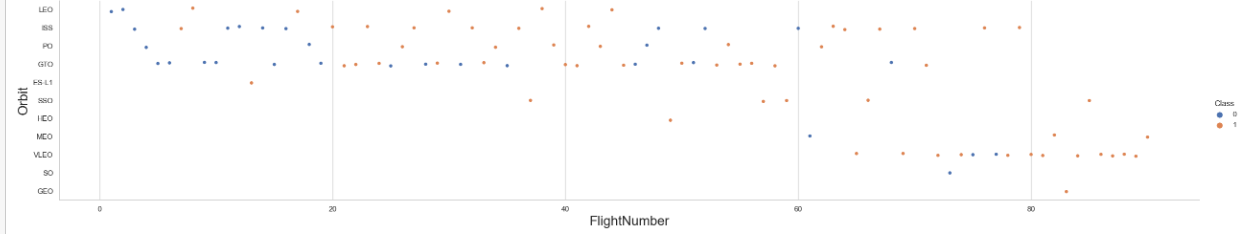 LEO
ISS
PO
GTO
ES-L1
SSO
HEO
MEO
VLEO
SO
GEO
Orbit
0 20 40 60 80
FlightNumber
Class
0
1